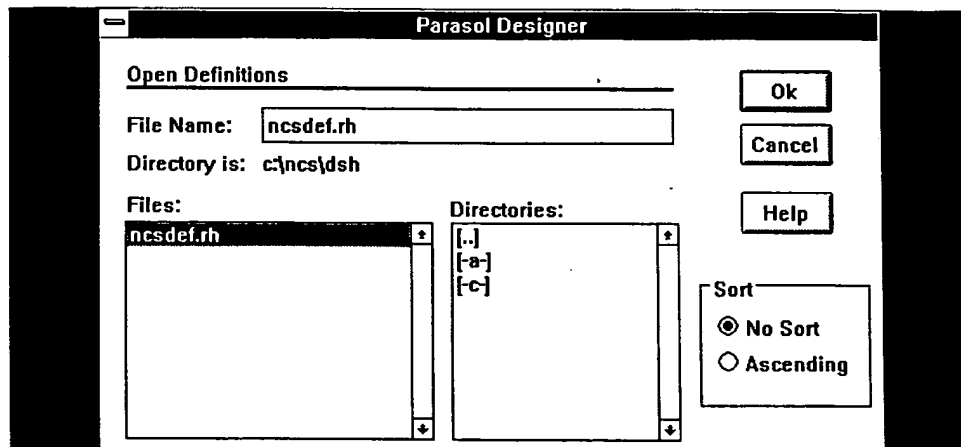 Parasol Designer
Open Definitions
File Name: ncsdef.rh
Directory is: c:\ncs\dsh
Files:
ncsdef.rh
Directories:
[..]
[-a-]
[-c-]
Ok
Cancel
Help
Sort
No Sort
Ascending